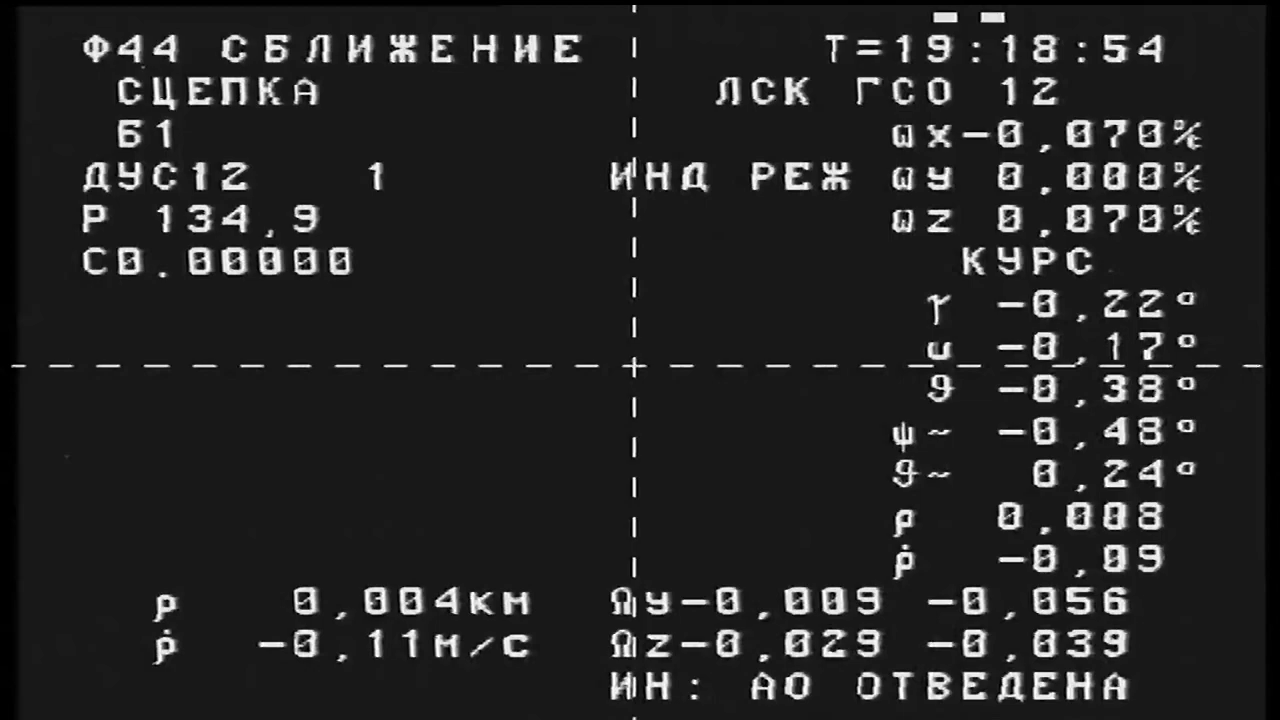 Ф44 СБЛИЖЕНИЕ T=19:18:54
СЦЕПКА ЛСК ГСО 12
Б1 ωx-0,070%
ДУС12 1 ИНД РЕЖ ωy 0,000%
Р 134,9 ωz 0,070%
С0.00000 КУРС
γ -0,22°
ψ -0,17°
ϑ -0,38°
ψ~ -0,48°
ϑ~ 0,24°
ρ 0,008
ρ̇ -0,09
ρ 0,004км Ωy-0,009 -0,056
ρ̇ -0,11м/с Ωz-0,029 -0,039
ИН: АО ОТВЕДЕНА